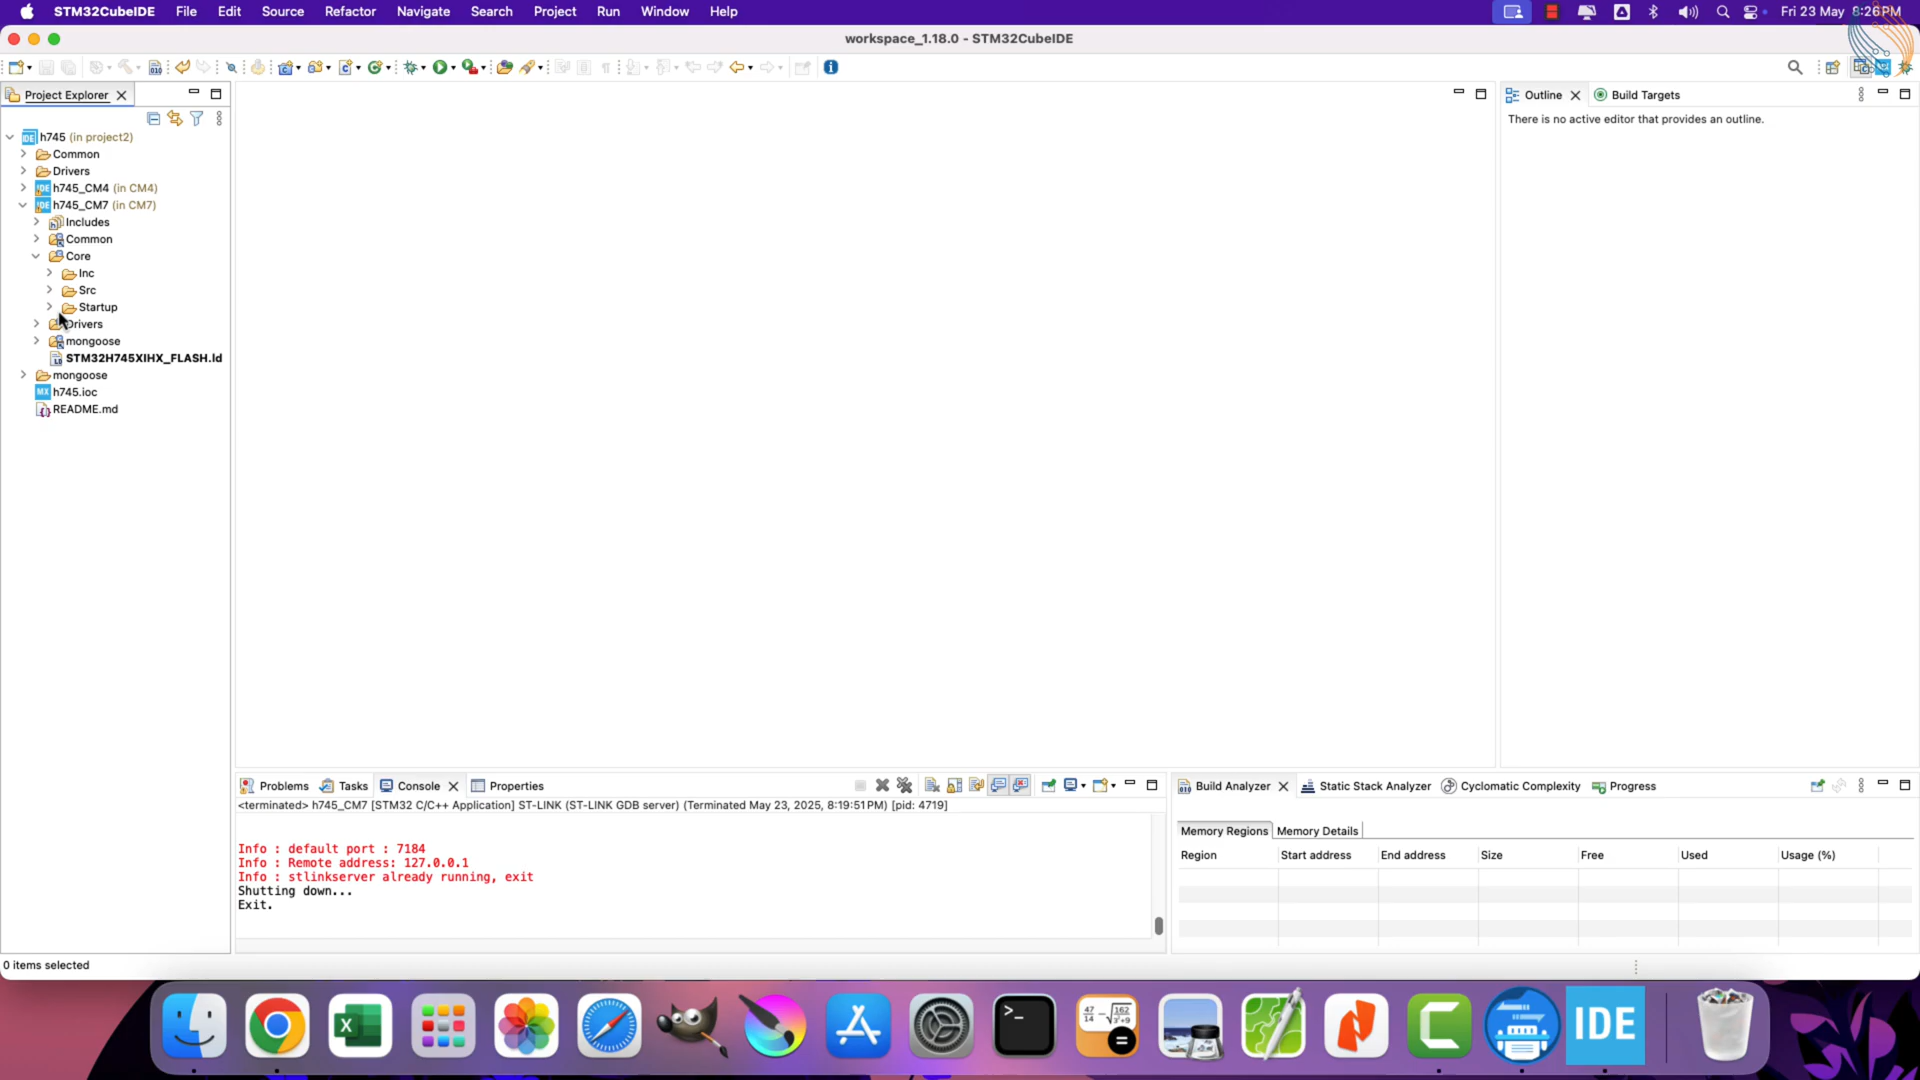 STM32CubeIDE File Edit Source Refactor Navigate Search Project Run Window Help Fri 23 May 8:26PM
workspace_1.18.0 - STM32CubeIDE
Project Explorer
h745 (in project2)
Common
Drivers
h745_CM4 (in CM4)
h745_CM7 (in CM7)
Includes
Common
Core
Inc
Src
Startup
Drivers
mongoose
STM32H745XIHX_FLASH.ld
mongoose
h745.ioc
README.md
0 items selected
Outline Build Targets
There is no active editor that provides an outline.
Problems Tasks Console Properties
<terminated> h745_CM7 [STM32 C/C++ Application] ST-LINK (ST-LINK GDB server) (Terminated May 23, 2025, 8:19:51 PM) [pid: 4719]
Info : default port : 7184
Info : Remote address: 127.0.0.1
Info : stlinkserver already running, exit
Shutting down...
Exit.
Build Analyzer Static Stack Analyzer Cyclomatic Complexity Progress
Memory Regions Memory Details
Region Start address End address Size Free Used Usage (%)
IDE